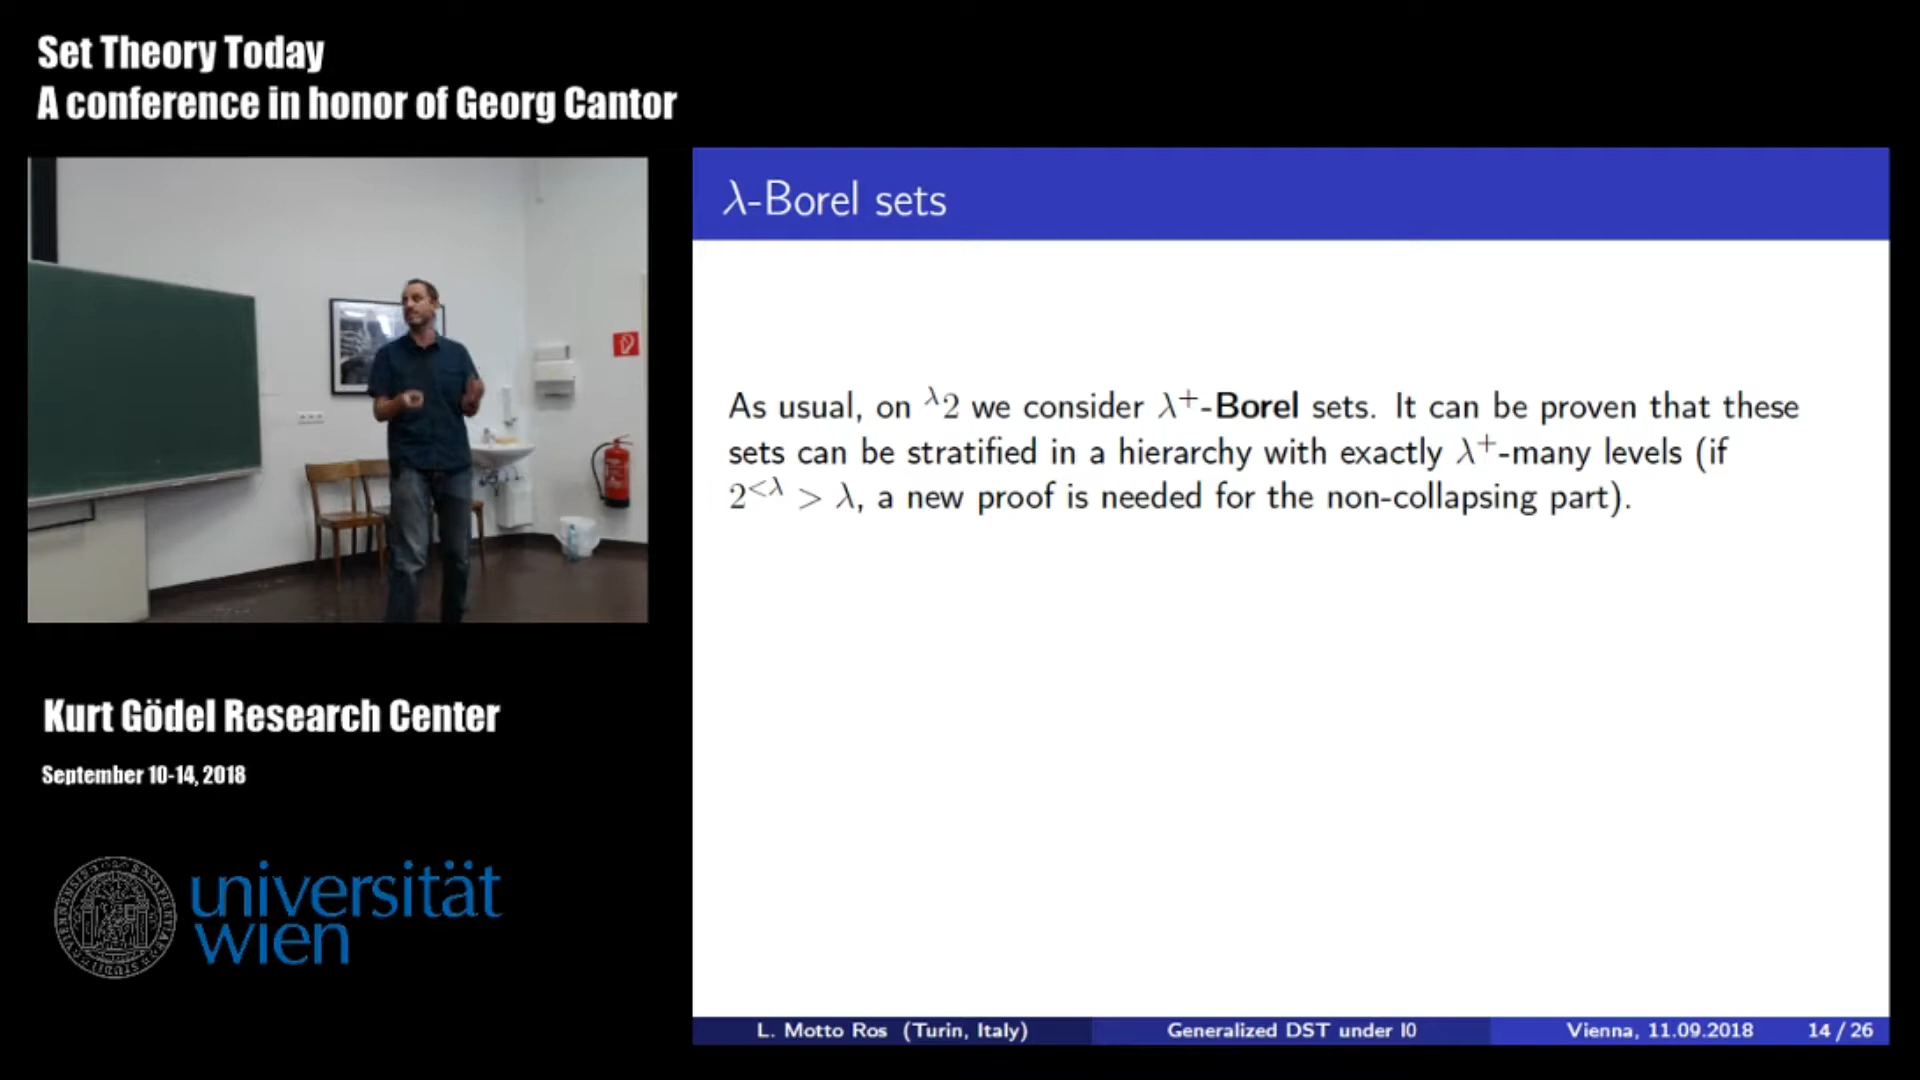 Set Theory Today
A conference in honor of Georg Cantor
λ-Borel sets
As usual, on ^λ2 we consider λ⁺-Borel sets. It can be proven that these
sets can be stratified in a hierarchy with exactly λ⁺-many levels (if
2^{<λ} > λ, a new proof is needed for the non-collapsing part).
Kurt Gödel Research Center
September 10-14, 2018
universität
wien
L. Motto Ros (Turin, Italy) Generalized DST under I0 Vienna, 11.09.2018 14 / 26